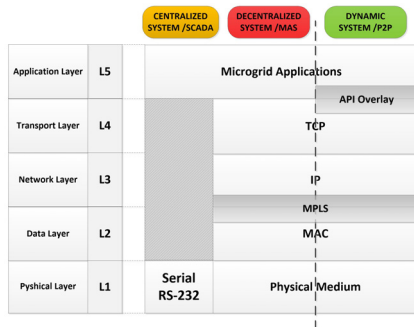 CENTRALIZED
SYSTEM /SCADA
DECENTRALIZED
SYSTEM/MAS
DYNAMIC
SYSTEM/P2P
Application Layer
L5
Microgrid Applications
API Overlay
Transport Layer
L4
TCP
Network Layer
L3
IP
MPLS
Data Layer
L2
MAC
Pyshical Layer
L1
Serial
RS-232
Physical Medium